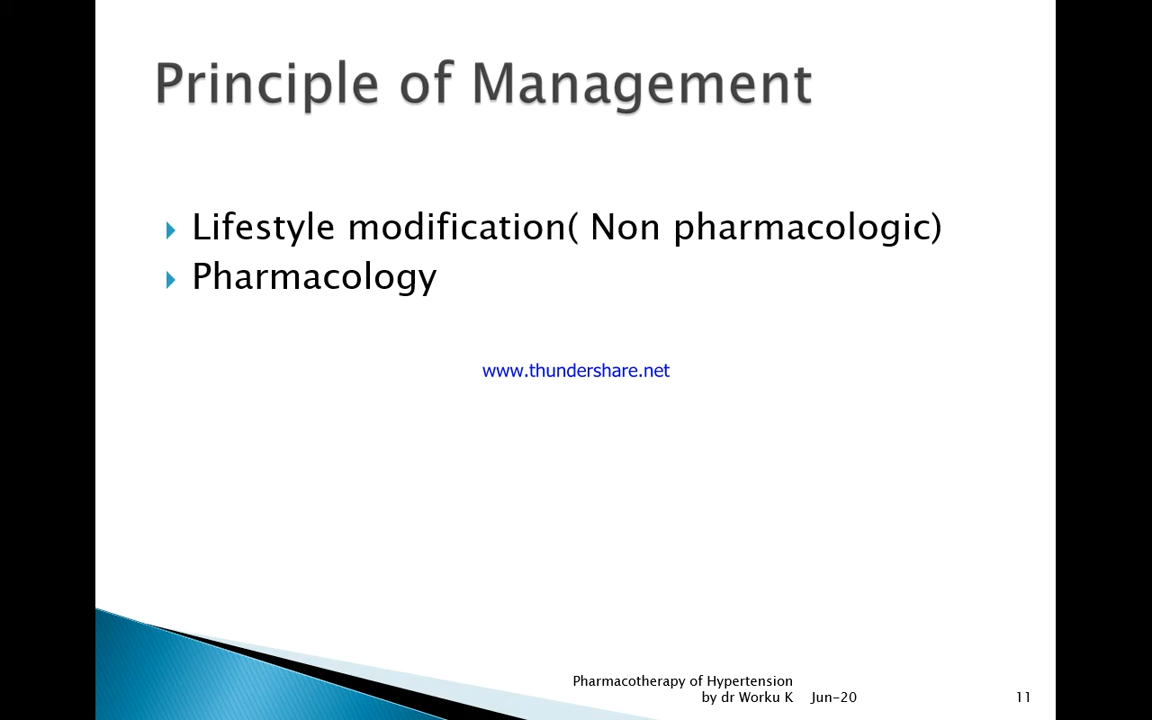 Principle of Management
Lifestyle modification( Non pharmacologic)
Pharmacology
www.thundershare.net
Pharmacotherapy of Hypertension
by dr Worku K Jun-20 11